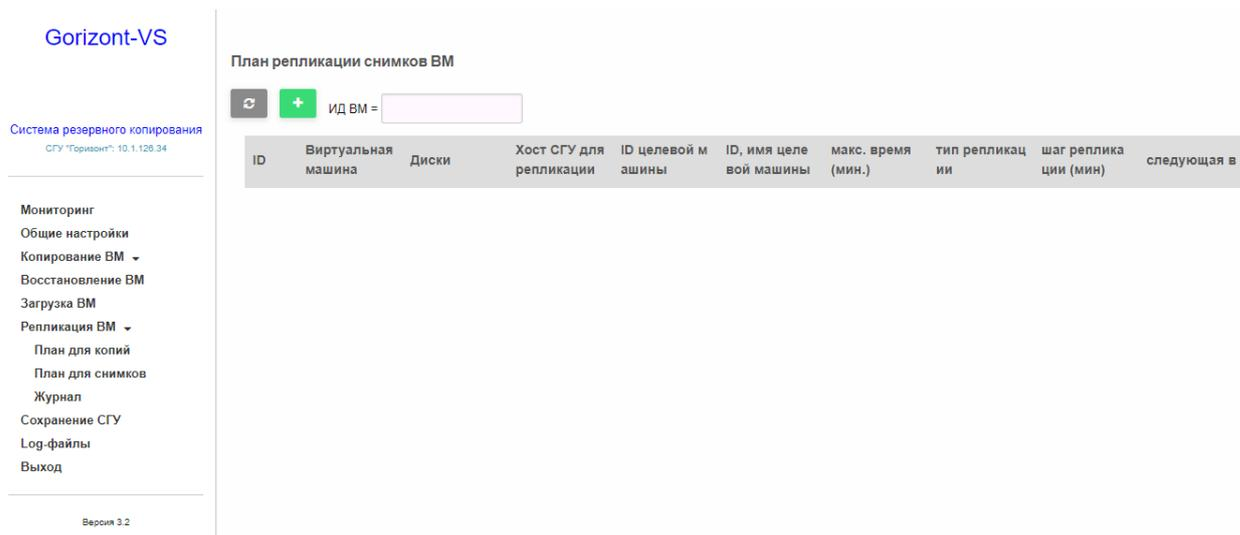 Gorizont-VS
Система резервного копирования
СГУ "Горизонт": 10.1.126.34
Мониторинг
Общие настройки
Копирование ВМ
Восстановление ВМ
Загрузка ВМ
Репликация ВМ
План для копий
План для снимков
Журнал
Сохранение СГУ
Log-файлы
Выход
Версия 3.2
План репликации снимков ВМ
ИД ВМ =
ID
Виртуальная
машина
Диски
Хост СГУ для
репликации
ID целевой м
ашины
ID, имя целе
вой машины
макс. время
(мин.)
тип репликац
ии
шаг реплика
ции (мин)
следующая в